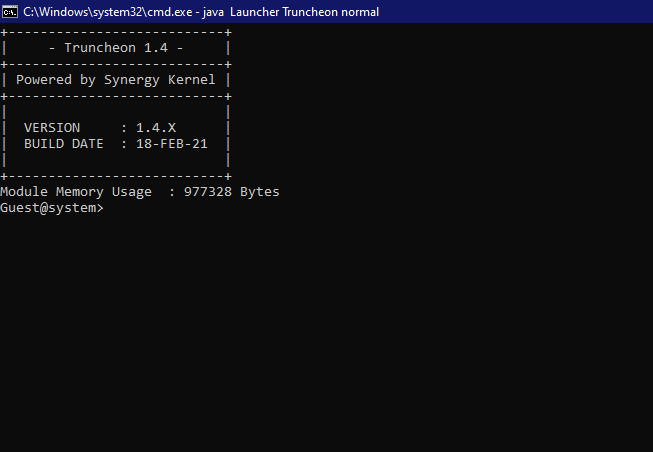 C:\Windows\system32\cmd.exe - java  Launcher Truncheon normal
+---------------------------+
|     - Truncheon 1.4 -     |
+---------------------------+
| Powered by Synergy Kernel |
+---------------------------+
|                           |
|  VERSION     : 1.4.X      |
|  BUILD DATE  : 18-FEB-21  |
|                           |
+---------------------------+
Module Memory Usage  : 977328 Bytes
Guest@system>